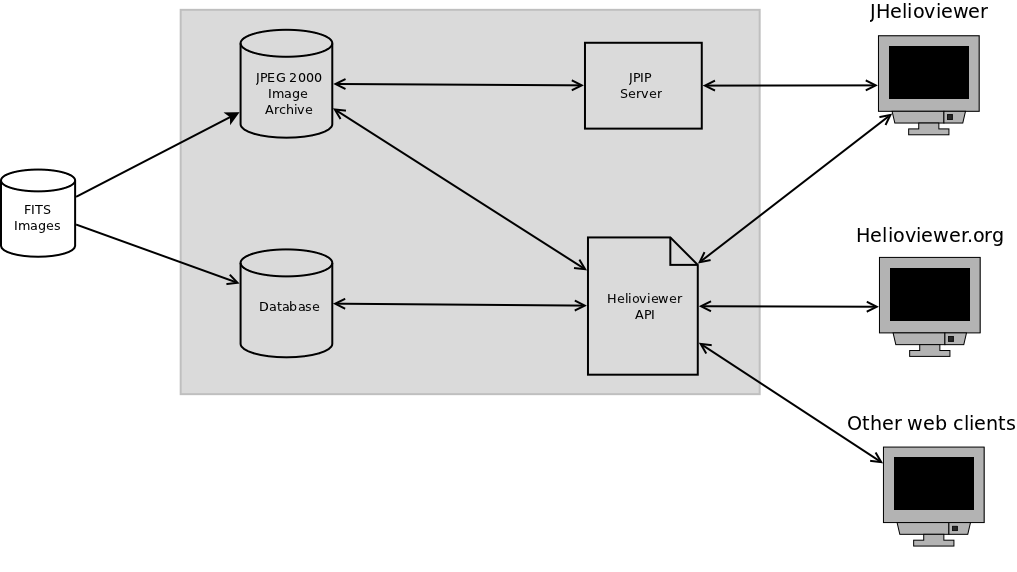 JHelioviewer
JPEG 2000
Image
Archive
JPIP
Server
FITS
Images
Helioviewer.org
Database
Helioviewer
API
Other web clients